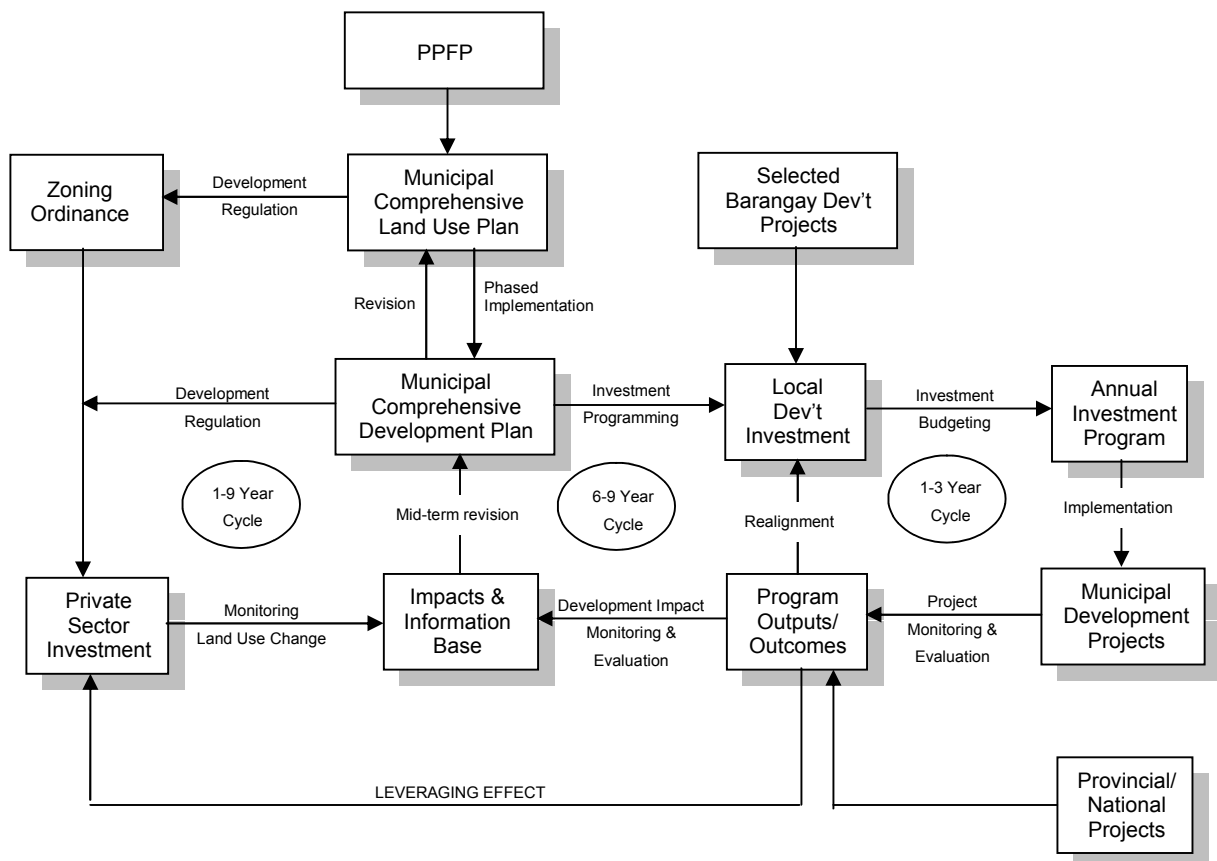 PPFP
Zoning
Ordinance
Development
Regulation
Municipal
Comprehensive
Land Use Plan
Selected
Barangay Dev't
Projects
Revision
Phased
Implementation
Development
Regulation
Municipal
Comprehensive
Development Plan
Investment
Programming
Local
Dev't
Investment
Investment
Budgeting
Annual
Investment
Program
1-9 Year
Cycle
Mid-term revision
6-9 Year
Cycle
Realignment
1-3 Year
Cycle
Implementation
Private
Sector
Investment
Monitoring
Land Use Change
Impacts &
Information
Base
Development Impact
Monitoring &
Evaluation
Program
Outputs/
Outcomes
Project
Monitoring &
Evaluation
Municipal
Development
Projects
LEVERAGING EFFECT
Provincial/
National
Projects